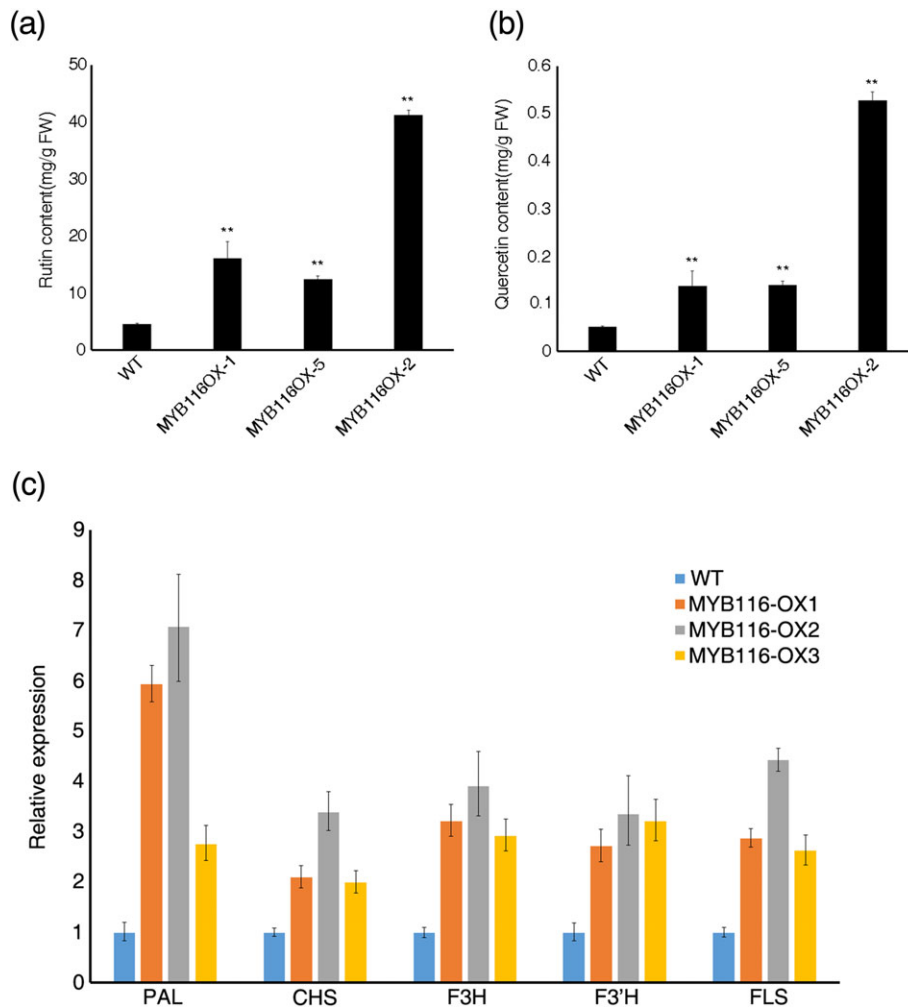 (a)
Rutin content(mg/g FW)
50
40
30
20
10
0
**
**
**
WT
MYB116OX-1
MYB116OX-5
MYB116OX-2
(b)
Quercetin content(mg/g FW)
0.6
0.5
0.4
0.3
0.2
0.1
0
**
**
**
WT
MYB116OX-1
MYB116OX-5
MYB116OX-2
(c)
Relative expression
9
8
7
6
5
4
3
2
1
0
WT
MYB116-OX1
MYB116-OX2
MYB116-OX3
PAL
CHS
F3H
F3'H
FLS